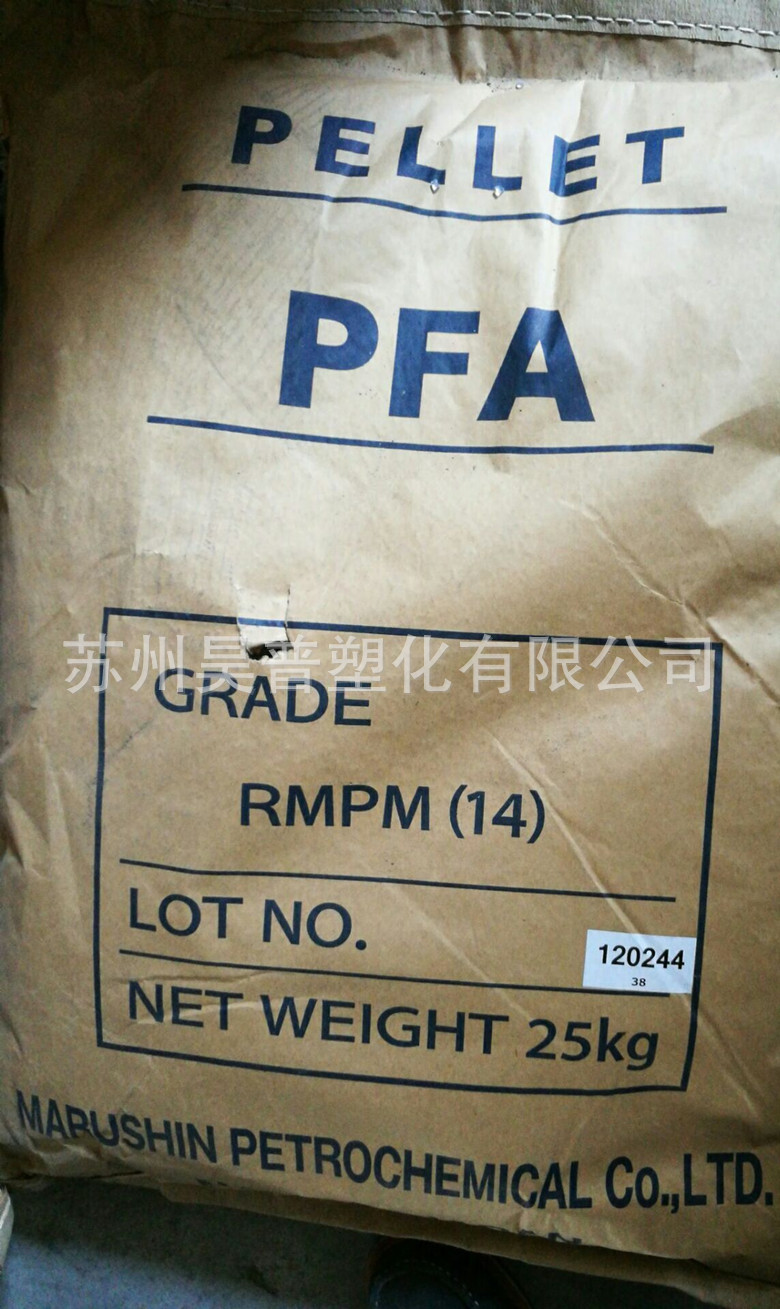 PELLET
PFA
苏州昊普塑化有限公司
GRADE
RMPM (14)
LOT NO.
120244
38
NET WEIGHT 25kg
MARUSHIN PETROCHEMICAL Co.,LTD.